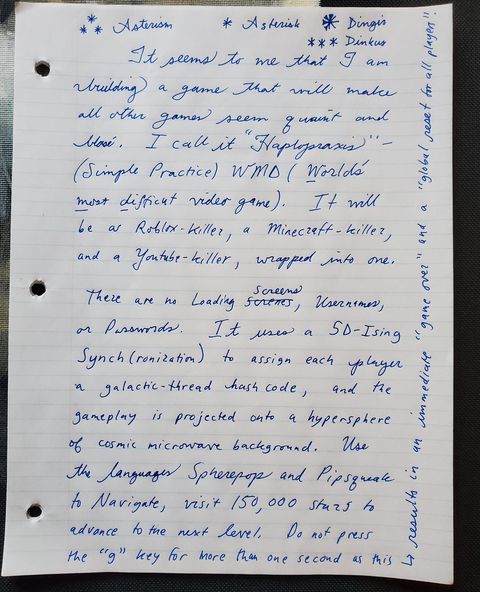 ⁂ Asterism * Asterisk ※ Dingis
*** Dinkus
It seems to me that I am
building a game that will make
all other games seem quaint and
blasé. I call it "Haplopraxis" -
(Simple Practice) WMD (World's
most difficut video game). It will
be a Roblox-killer, a Minecraft-killer,
and a Youtube-killer, wrapped into one.
There are no Loading Screens, Usernames,
or Passwords. It uses a 5D-Ising
Synch(ronization) to assign each player
a galactic-thread hash code, and the
gameplay is projected onto a hypersphere
of cosmic microwave background. Use
the languages Spherepop and Pipsqueak
to Navigate, visit 150,000 stars to
advance to the next level. Do not press
the "g" key for more than one second as this
↳ results in an immediate "game over" and a "global reset for all players".